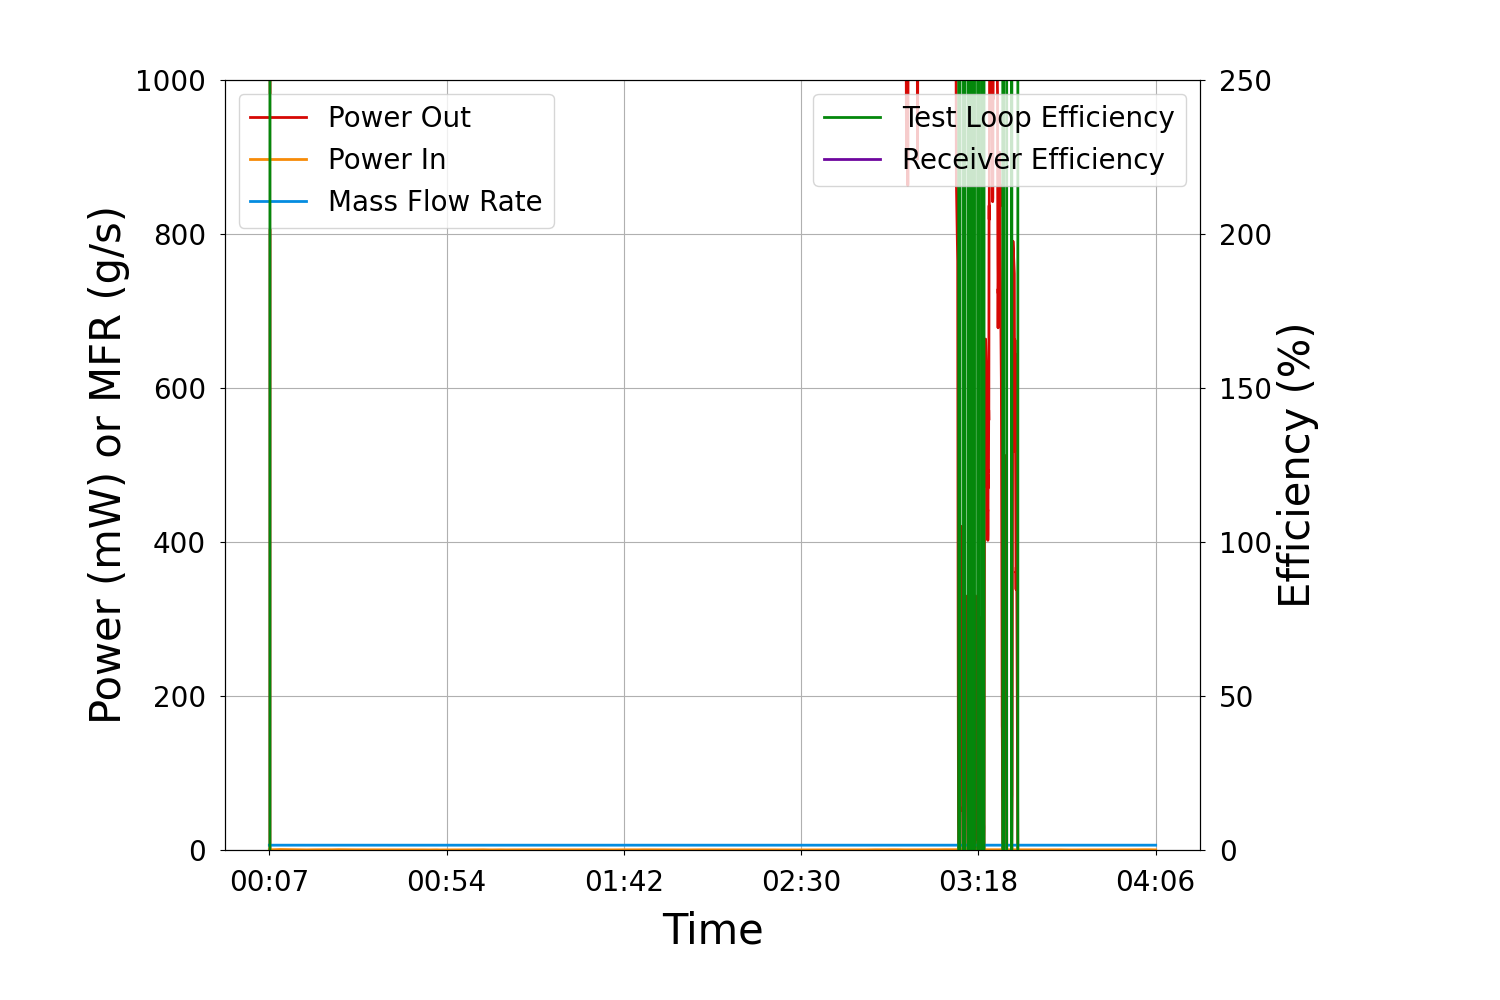 1000
800
600
400
200
0
Power (mW) or MFR (g/s)
Power Out
Power In
Mass Flow Rate
Test Loop Efficiency
Receiver Efficiency
250
200
150
100
50
0
Efficiency (%)
00:07 00:54 01:42 02:30 03:18 04:06
Time